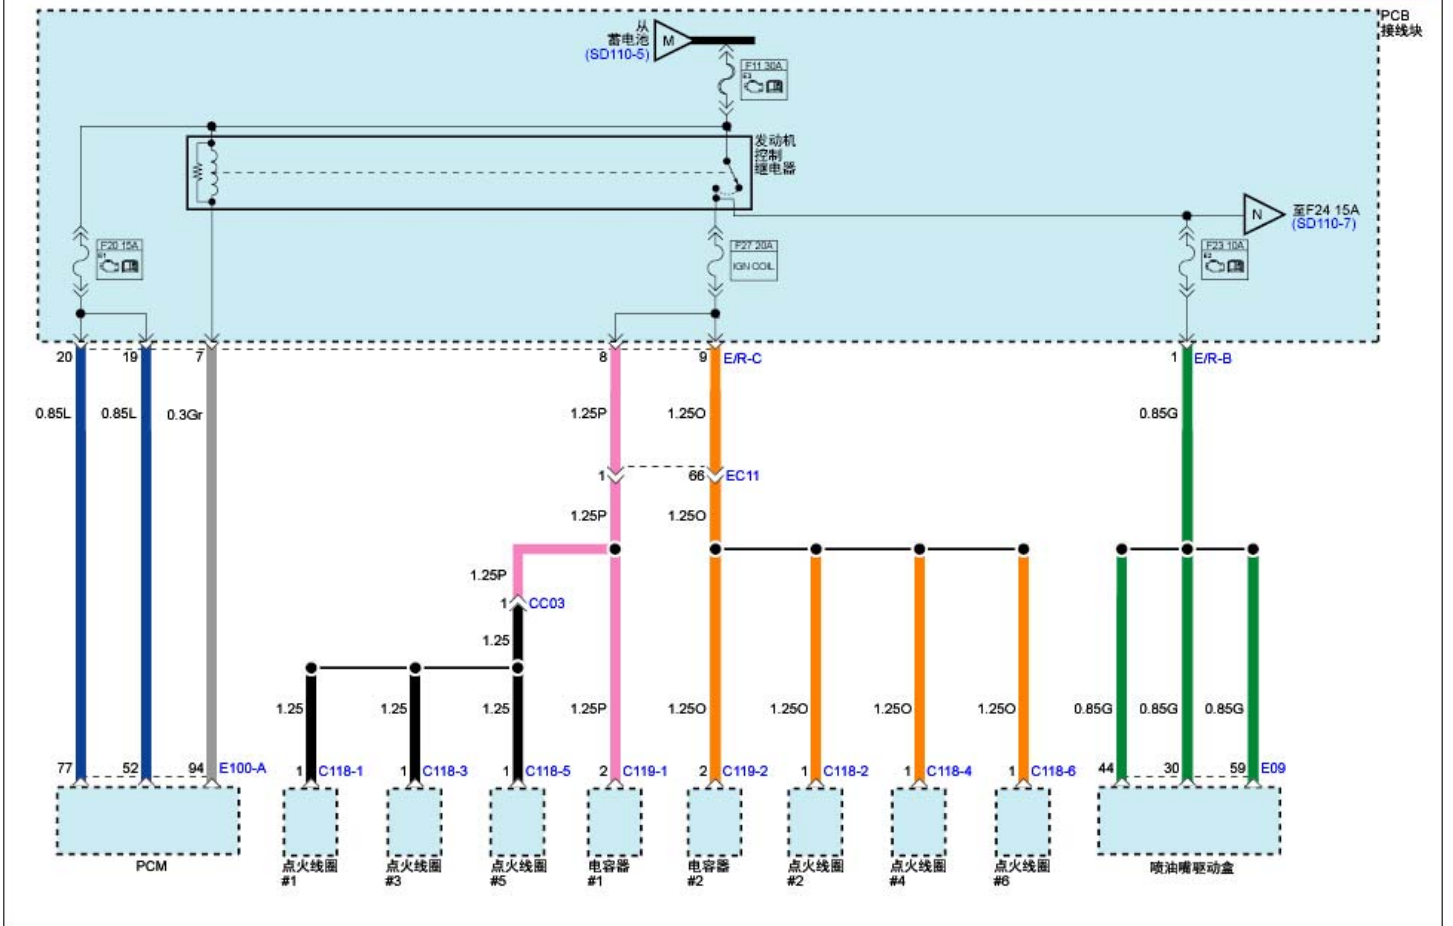 PCB
接线块
从
蓄电池
(SD110-5)
M
F11 30A
E3
发动机
控制
继电器
N
至F24 15A
(SD110-7)
F20 15A
E1
F27 20A
IGN COIL
F23 10A
E2
20
19
7
8
9
E/R-C
1
E/R-B
0.85L
0.85L
0.3Gr
1.25P
1.25O
0.85G
1
66
EC11
1.25P
1.25O
1.25P
1
CC03
1.25
1.25
1.25
1.25
1.25P
1.25O
1.25O
1.25O
1.25O
0.85G
0.85G
0.85G
77
52
94
E100-A
1
C118-1
1
C118-3
1
C118-5
2
C119-1
2
C119-2
1
C118-2
1
C118-4
1
C118-6
44
30
59
E09
PCM
点火线圈
#1
点火线圈
#3
点火线圈
#5
电容器
#1
电容器
#2
点火线圈
#2
点火线圈
#4
点火线圈
#6
喷油嘴驱动盒